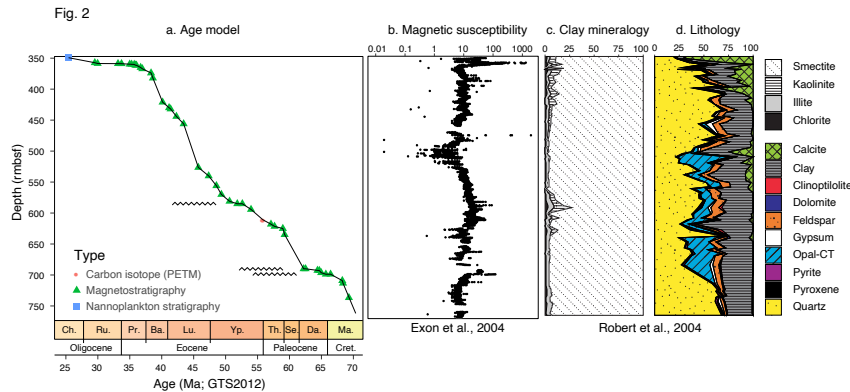 Fig. 2
a. Age model
b. Magnetic susceptibility
c. Clay mineralogy
d. Lithology
0.01 0.1 1 10 100 1000
0 25 50 75 100
0 25 50 75 100
350
400
450
500
550
600
650
700
750
Depth (rmbsf)
Type
Carbon isotope (PETM)
Magnetostratigraphy
Nannoplankton stratigraphy
Ch. Ru. Pr. Ba. Lu. Yp. Th. Se. Da. Ma.
Oligocene Eocene Paleocene Cret.
25 30 35 40 45 50 55 60 65 70
Age (Ma; GTS2012)
Exon et al., 2004
Robert et al., 2004
Smectite
Kaolinite
Illite
Chlorite
Calcite
Clay
Clinoptilolite
Dolomite
Feldspar
Gypsum
Opal-CT
Pyrite
Pyroxene
Quartz